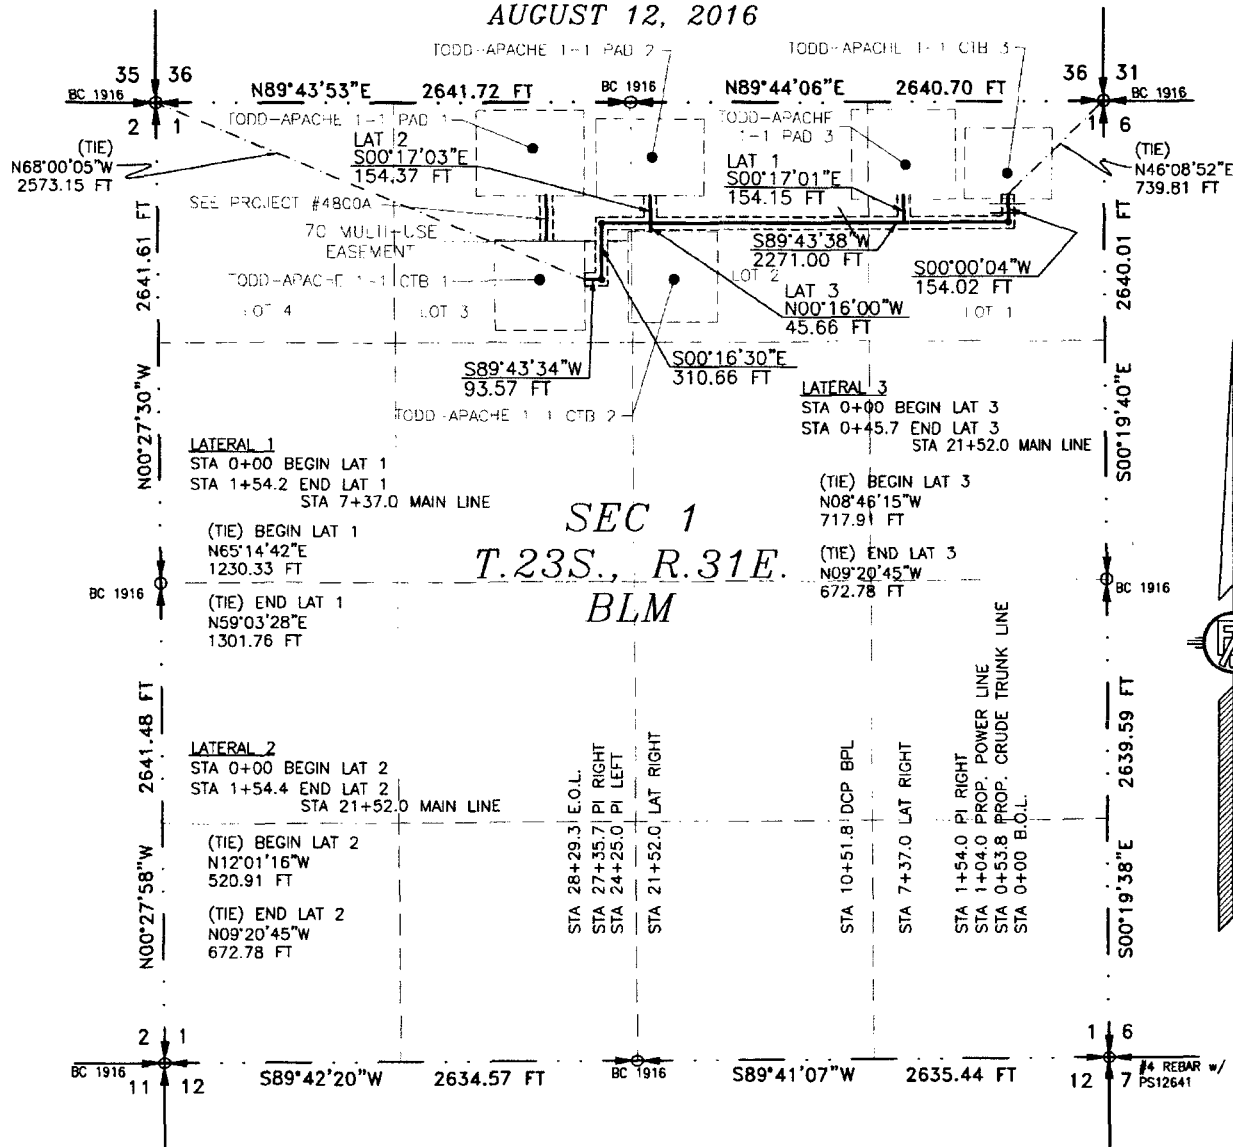 AUGUST 12, 2016
TODD-APACHE 1-1 PAD 2
TODD-APACHE 1-1 CTB 3
35 36
36 31
BC 1916
N89°43'53"E 2641.72 FT
BC 1916
N89°44'06"E 2640.70 FT
BC 1916
2 1
1 6
TODD-APACHE 1-1 PAD 1
TODD-APACHE
1-1 PAD 3
(TIE)
N68°00'05"W
2573.15 FT
LAT 2
S00°17'03"E
154.37 FT
LAT 1
S00°17'01"E
154.15 FT
(TIE)
N46°08'52"E
739.81 FT
SEE PROJECT #4800A
70 MULTI-USE
EASEMENT
S89°43'38"W
2271.00 FT
S00°00'04"W
154.02 FT
TODD-APACHE 1-1 CTB 1
LOT 4
LOT 3
LOT 2
LOT 1
LAT 3
N00°16'00"W
45.66 FT
S89°43'34"W
93.57 FT
S00°16'30"E
310.66 FT
TODD-APACHE 1-1 CTB 2
N00°27'30"W 2641.61 FT
S00°19'40"E 2640.01 FT
LATERAL 3
STA 0+00 BEGIN LAT 3
STA 0+45.7 END LAT 3
STA 21+52.0 MAIN LINE
LATERAL 1
STA 0+00 BEGIN LAT 1
STA 1+54.2 END LAT 1
STA 7+37.0 MAIN LINE
(TIE) BEGIN LAT 3
N08°46'15"W
717.91 FT
(TIE) BEGIN LAT 1
N65°14'42"E
1230.33 FT
SEC 1
T.23S., R.31E.
BLM
(TIE) END LAT 3
N09°20'45"W
672.78 FT
BC 1916
BC 1916
(TIE) END LAT 1
N59°03'28"E
1301.76 FT
N00°27'58"W 2641.48 FT
S00°19'38"E 2639.59 FT
LATERAL 2
STA 0+00 BEGIN LAT 2
STA 1+54.4 END LAT 2
STA 21+52.0 MAIN LINE
(TIE) BEGIN LAT 2
N12°01'16"W
520.91 FT
(TIE) END LAT 2
N09°20'45"W
672.78 FT
STA 28+29.3 E.O.L.
STA 27+35.7 PI RIGHT
STA 24+25.0 PI LEFT
STA 21+52.0 LAT RIGHT
STA 10+51.8 DCP BPL
STA 7+37.0 LAT RIGHT
STA 1+54.0 PI RIGHT
STA 1+04.0 PROP. POWER LINE
STA 0+53.8 PROP. CRUDE TRUNK LINE
STA 0+00 B.O.L.
2 1
1 6
BC 1916
S89°42'20"W 2634.57 FT
BC 1916
S89°41'07"W 2635.44 FT
#4 REBAR w/
PS12641
11 12
12 7